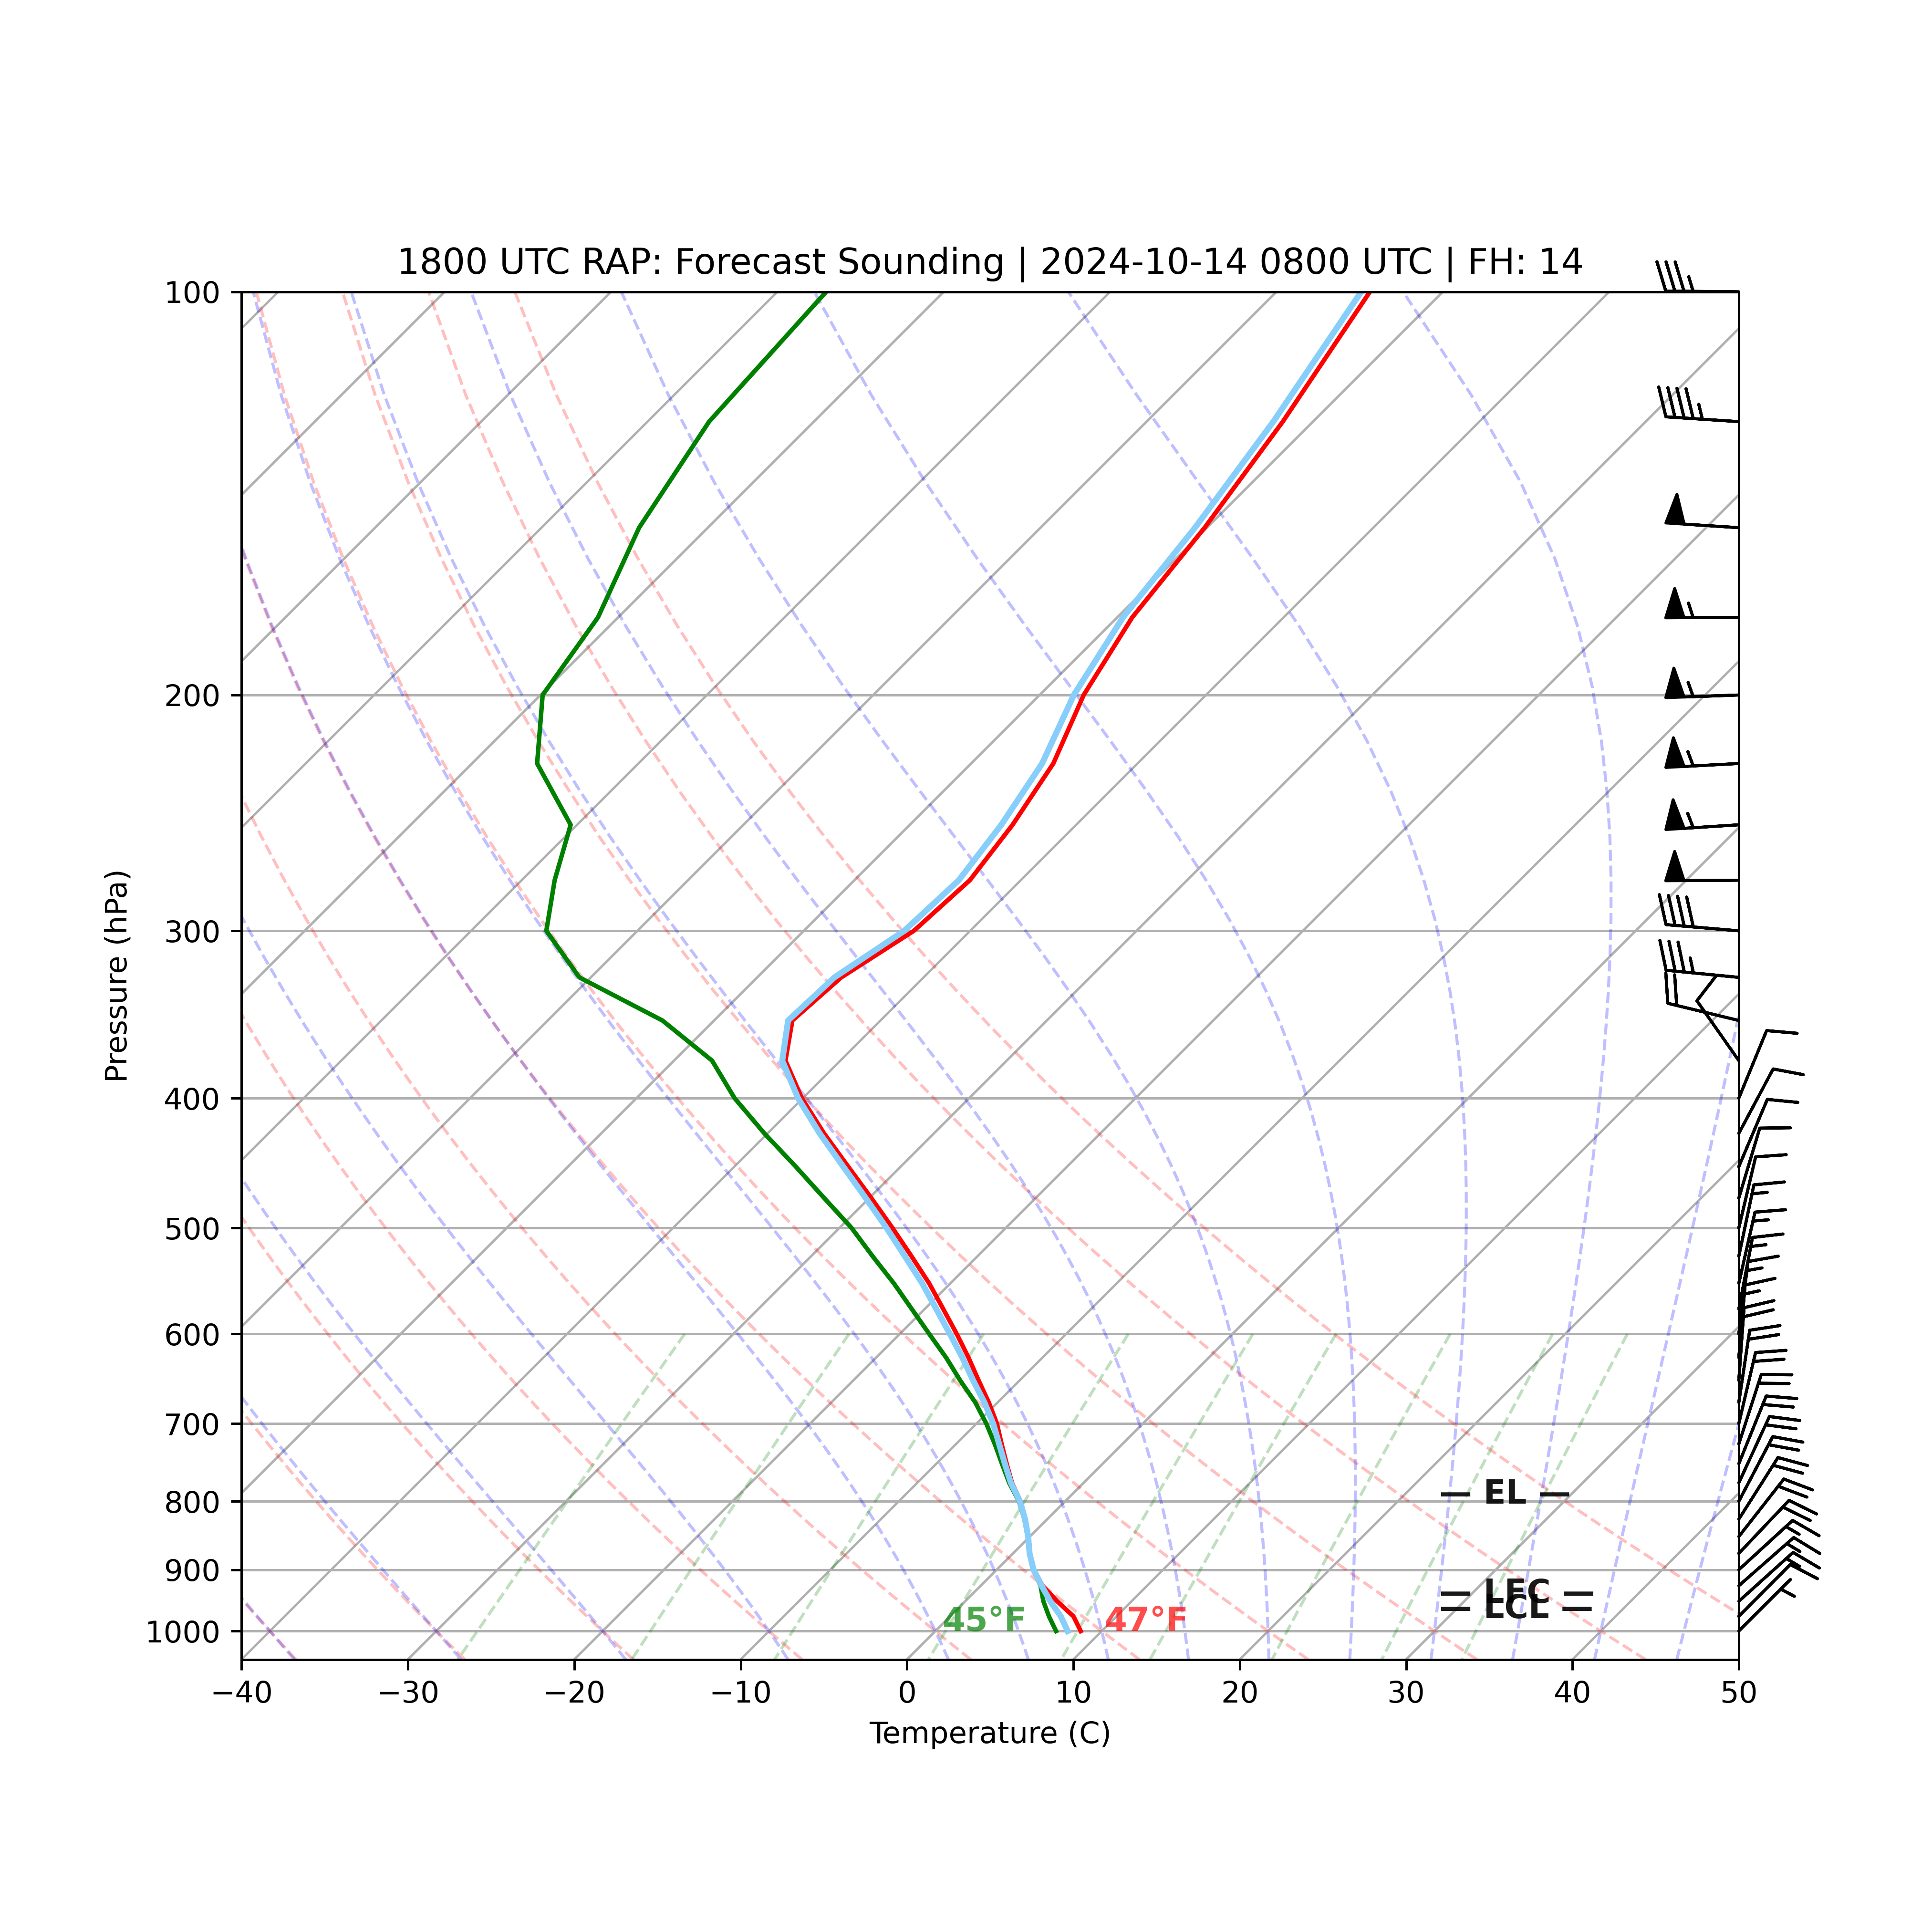 1800 UTC RAP: Forecast Sounding | 2024-10-14 0800 UTC | FH: 14
100
200
300
400
500
600
700
800
900
1000
Pressure (hPa)
— EL —
— LFC —
— LCL —
45°F 47°F
−40 −30 −20 −10 0 10 20 30 40 50
Temperature (C)